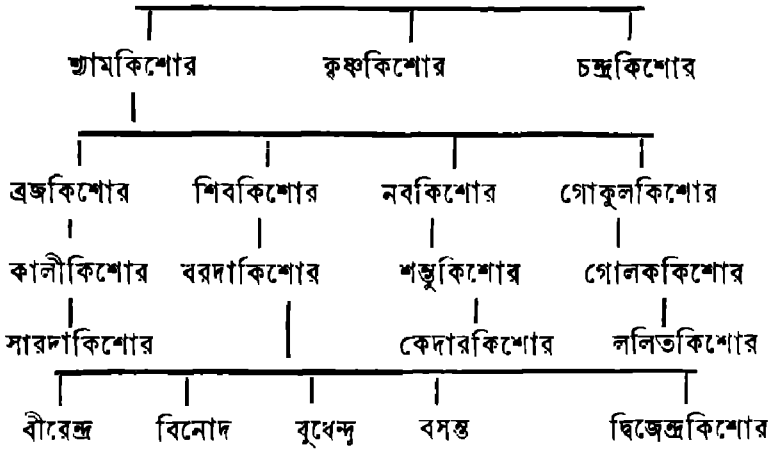 শ্যামকিশোর কৃষ্ণকিশোর চন্দ্রকিশোর
ব্রজকিশোর শিবকিশোর নবকিশোর গোকুলকিশোর
কালীকিশোর বরদাকিশোর শম্ভুকিশোর গোলককিশোর
সারদাকিশোর কেদারকিশোর ললিতকিশোর
বীরেন্দ্র বিনোদ বুধেন্দু বসন্ত দ্বিজেন্দ্রকিশোর